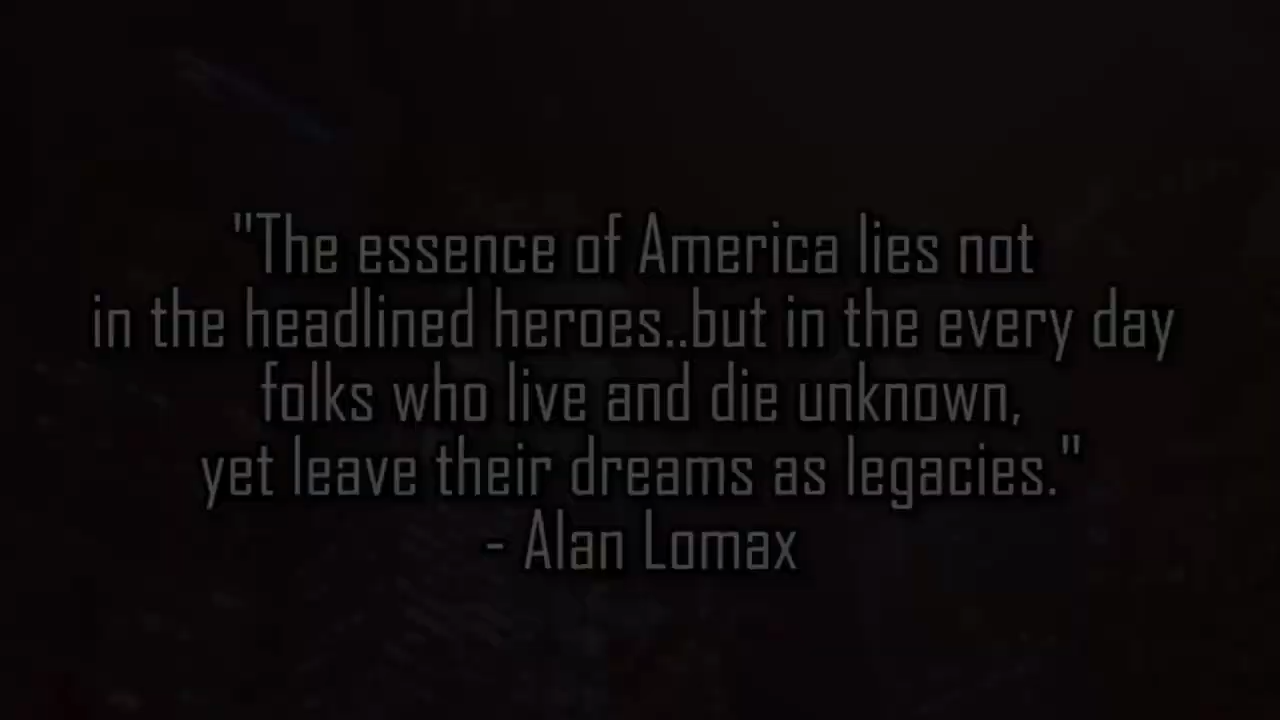 "The essence of America lies not
in the headlined heroes..but in the every day
folks who live and die unknown,
yet leave their dreams as legacies."
- Alan Lomax